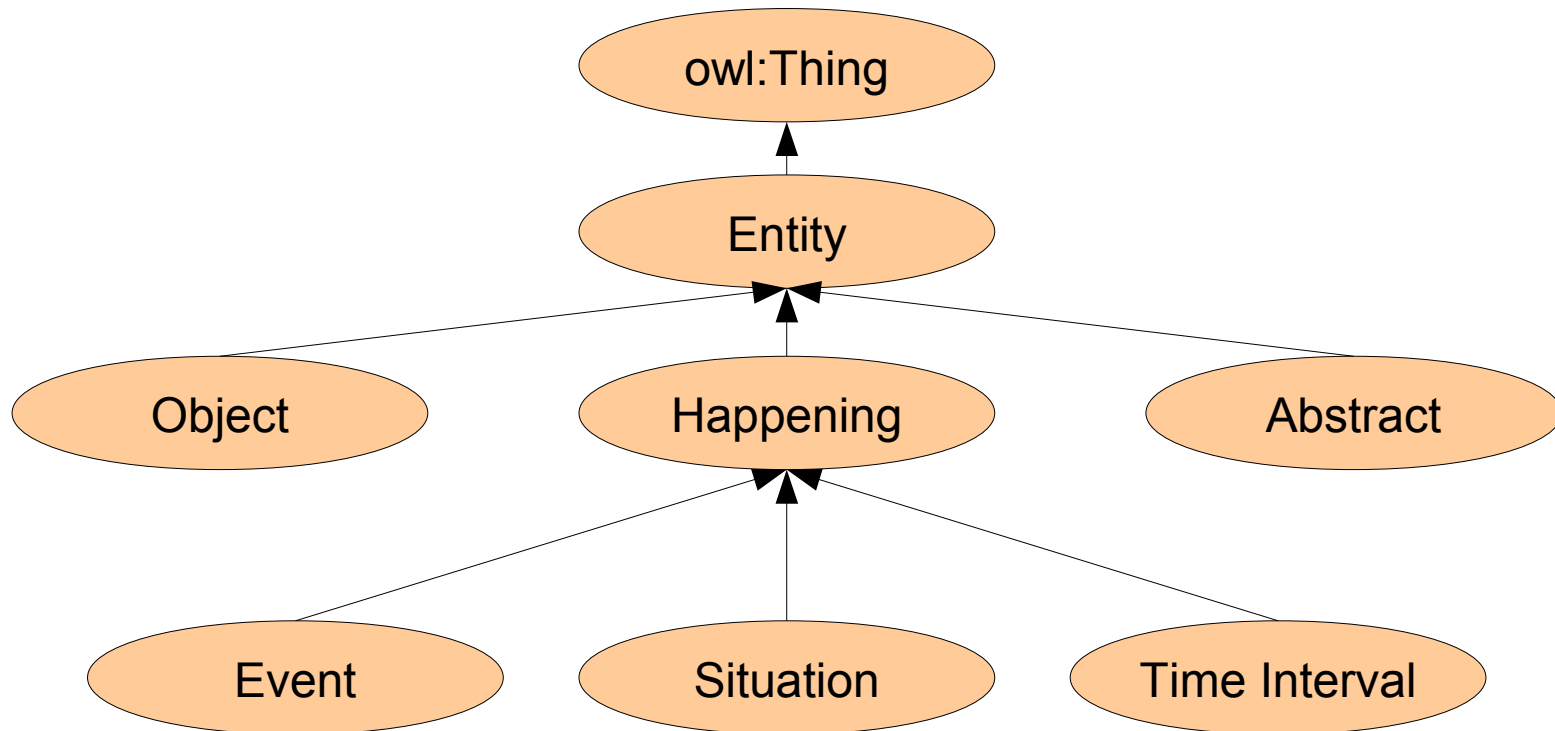 owl:Thing
Entity
Object
Happening
Abstract
Event
Situation
Time Interval